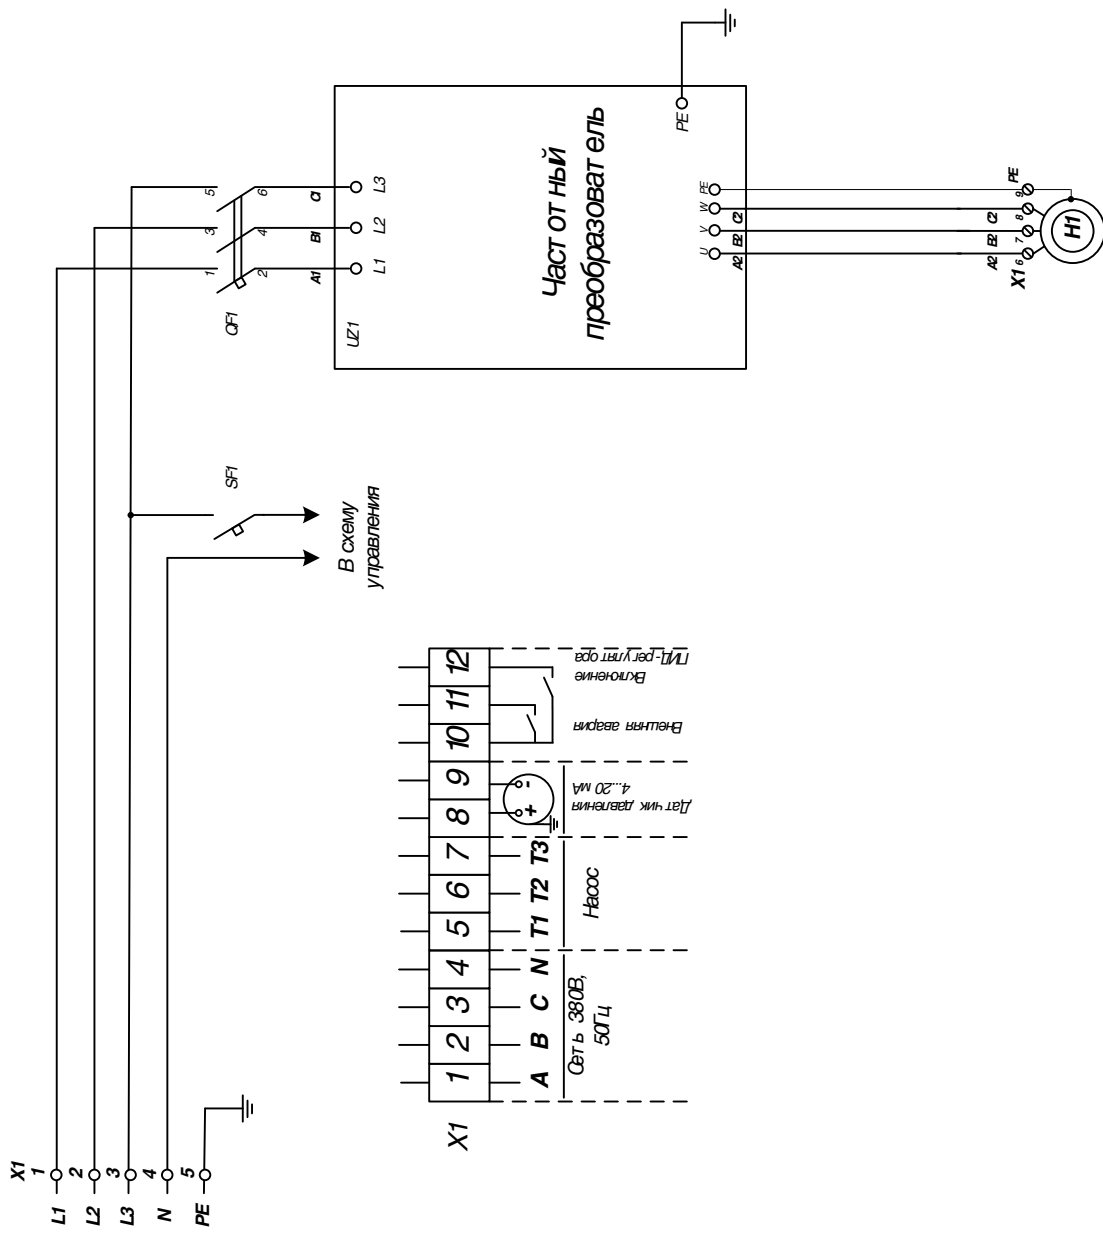 X1
1
L1
2
L2
3
L3
4
N
5
PE
QF1
1
3
5
2
4
6
A1
B1
C1
SF1
В схему
управления
UZ1
L1
L2
L3
Частотный
преобразователь
PE
U
V
W
PE
A2
B2
C2
A2
B2
C2
PE
X1
6
7
8
9
H1
X1
1
2
3
4
5
6
7
8
9
10
11
12
A
B
C
N
T1
T2
T3
+
-
Сеть 380В,
50Гц
Насос
Датчик давления
4...20 мА
Внешняя авария
Включение
ПИД-регулятора